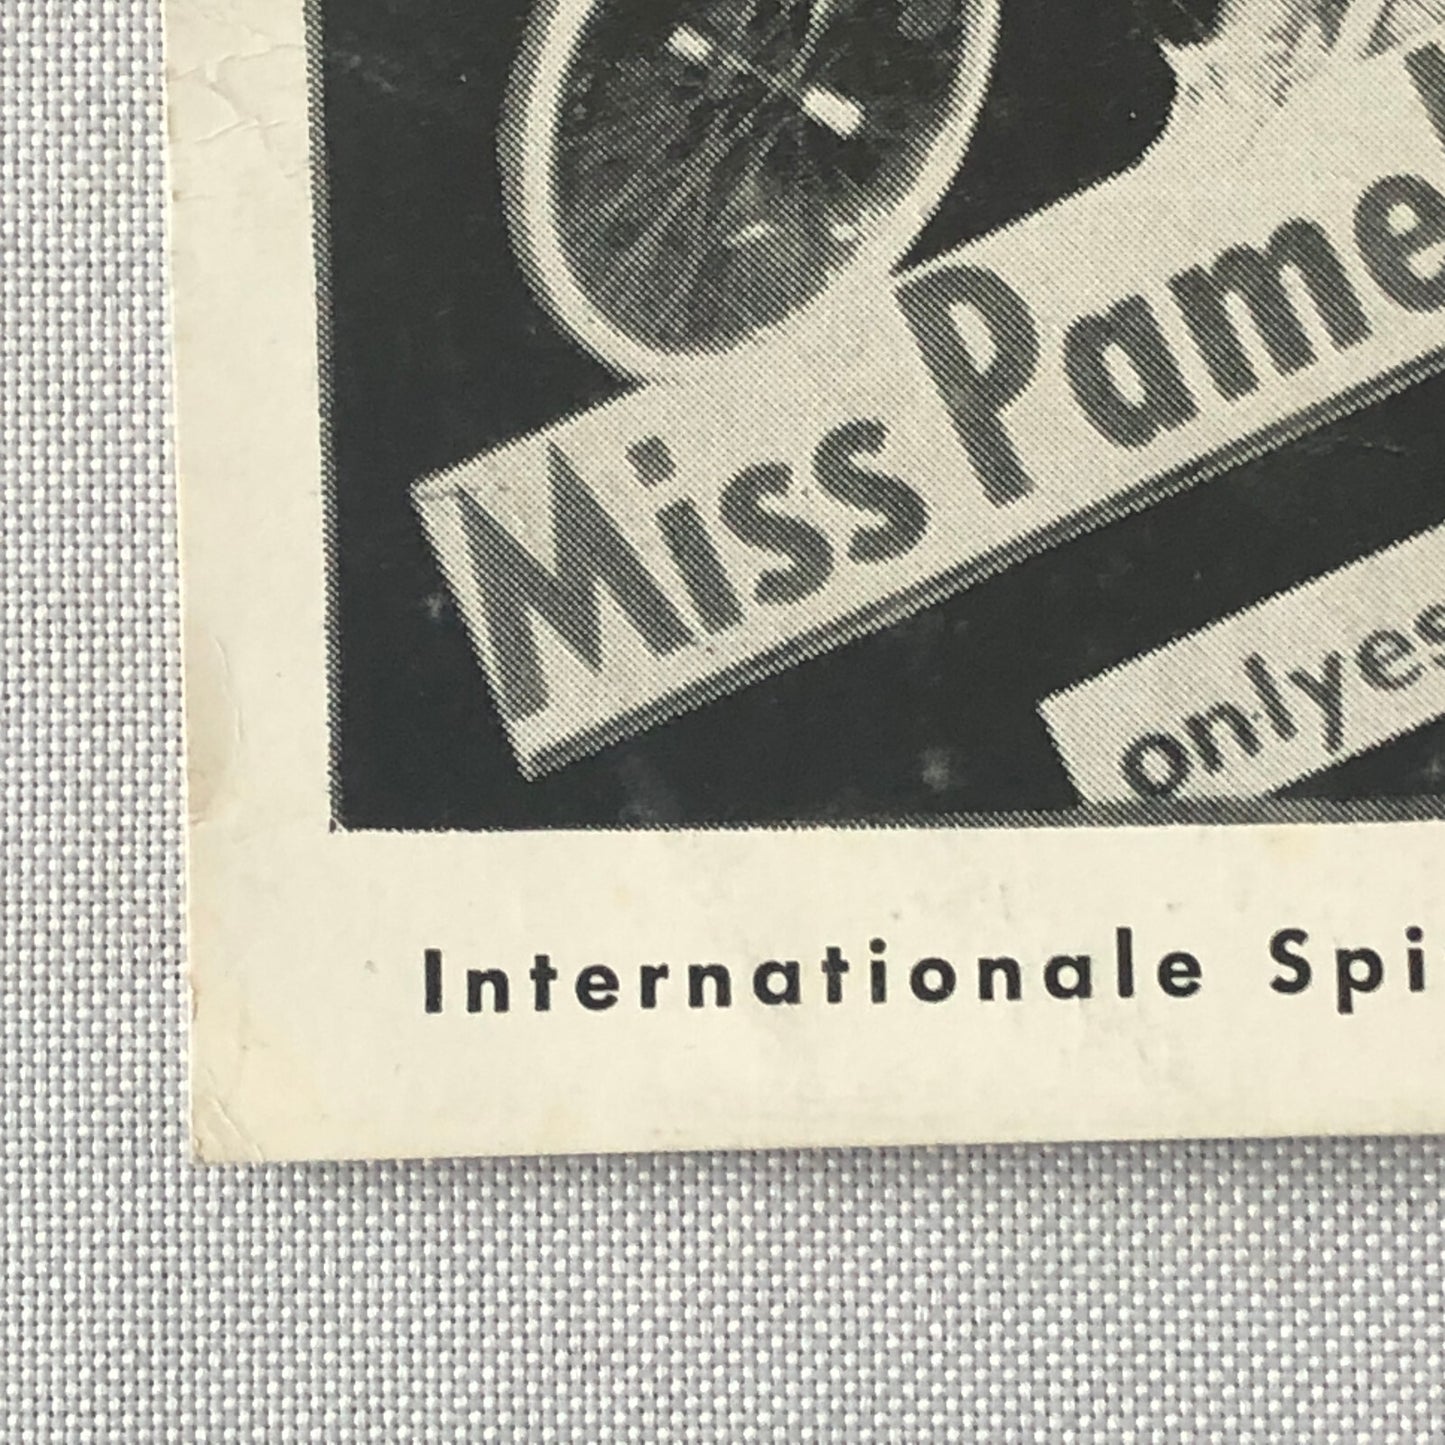 Miss Pame
onlyes
Internationale Spi